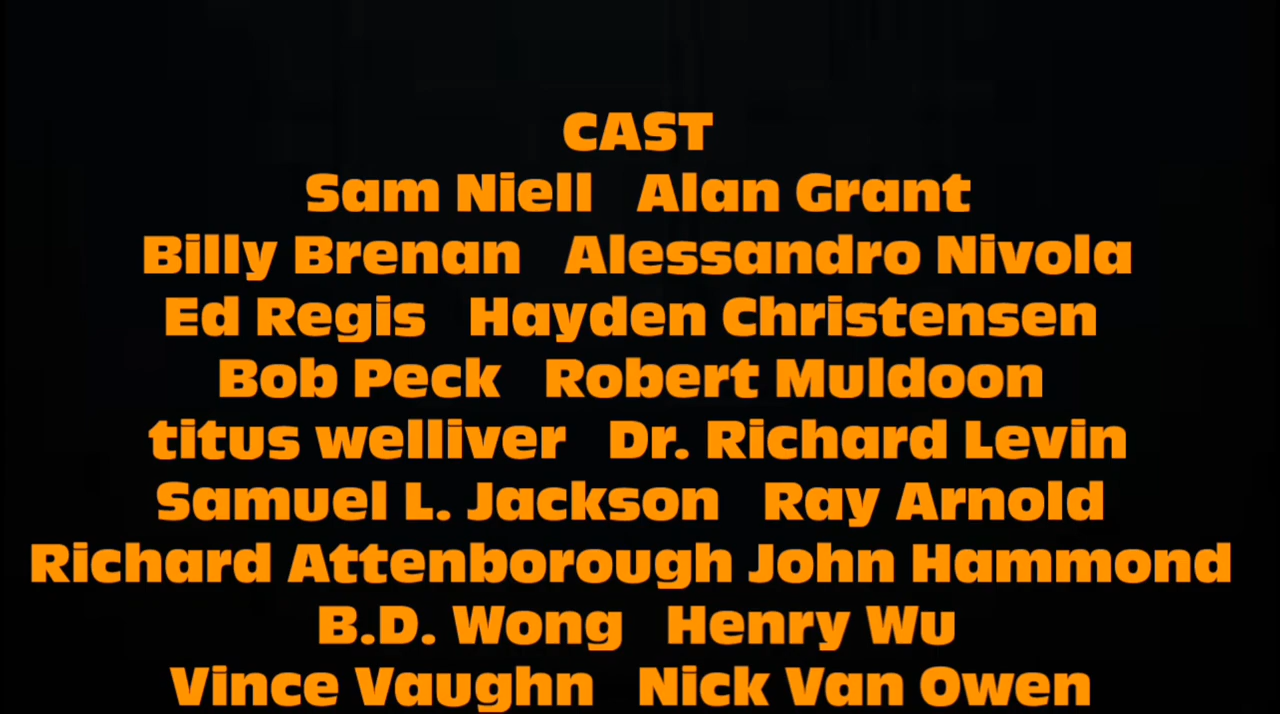 CAST
Sam Niell Alan Grant
Billy Brenan Alessandro Nivola
Ed Regis Hayden Christensen
Bob Peck Robert Muldoon
titus welliver Dr. Richard Levin
Samuel L. Jackson Ray Arnold
Richard Attenborough John Hammond
B.D. Wong Henry Wu
Vince Vaughn Nick Van Owen